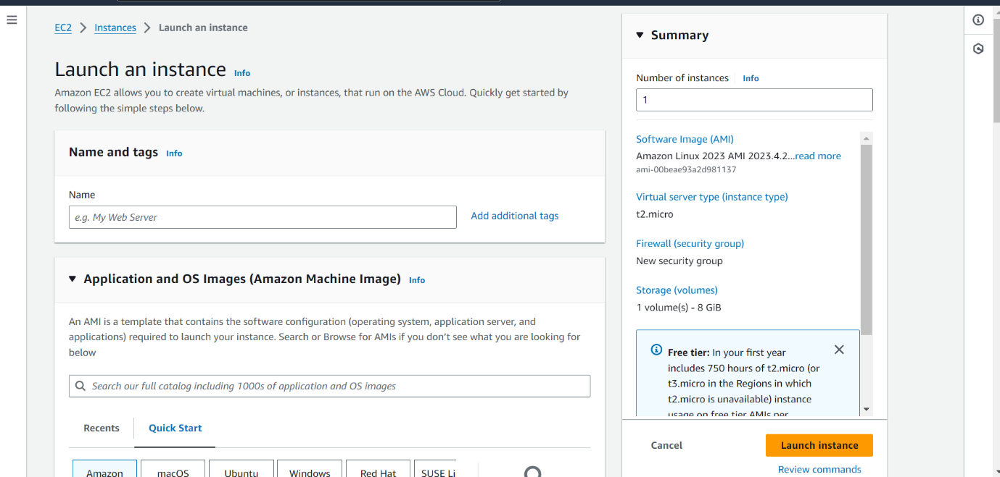 EC2 > Instances > Launch an instance
Launch an instance Info
Amazon EC2 allows you to create virtual machines, or instances, that run on the AWS Cloud. Quickly get started by
following the simple steps below.
Name and tags Info
Name
e.g. My Web Server
Add additional tags
Application and OS Images (Amazon Machine Image) Info
An AMI is a template that contains the software configuration (operating system, application server, and
applications) required to launch your instance. Search or Browse for AMIs if you don't see what you are looking for
below
Search our full catalog including 1000s of application and OS images
Recents
Quick Start
Amazon
macOS
Ubuntu
Windows
Red Hat
SUSE Li
Summary
Number of instances Info
1
Software Image (AMI)
Amazon Linux 2023 AMI 2023.4.2...read more
ami-00beae93a2d981137
Virtual server type (instance type)
t2.micro
Firewall (security group)
New security group
Storage (volumes)
1 volume(s) - 8 GiB
Free tier: In your first year
includes 750 hours of t2.micro (or
t3.micro in the Regions in which
t2.micro is unavailable) instance
usage on free tier AMIs per
Cancel
Launch instance
Review commands